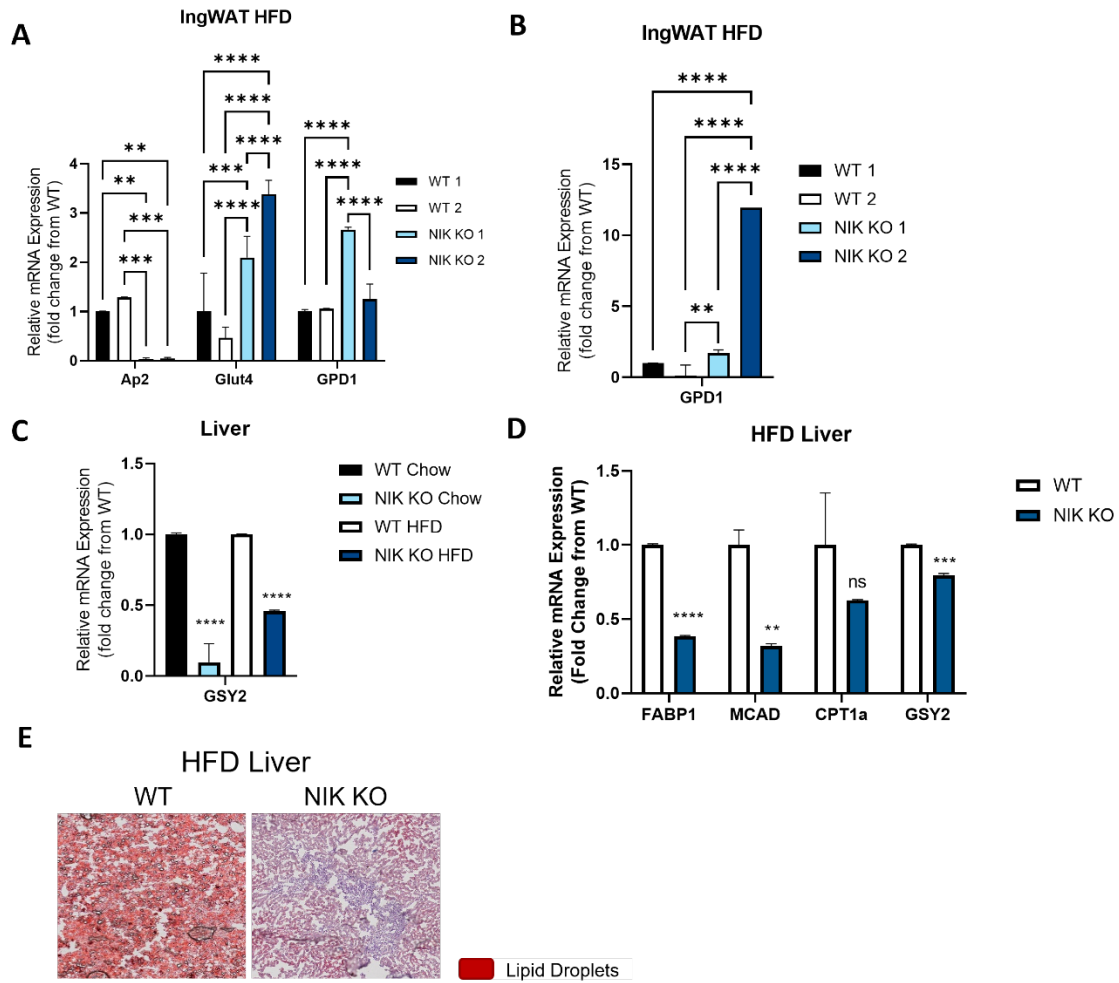 A
IngWAT HFD
Relative mRNA Expression
(fold change from WT)
4
3
2
1
0
**
**
***
***
****
****
****
***
****
****
****
****
Ap2
Glut4
GPD1
WT 1
WT 2
NIK KO 1
NIK KO 2
B
IngWAT HFD
Relative mRNA Expression
(fold change from WT)
15
10
5
0
****
****
****
**
GPD1
WT 1
WT 2
NIK KO 1
NIK KO 2
C
Liver
Relative mRNA Expression
(fold change from WT)
1.5
1.0
0.5
0.0
****
****
GSY2
WT Chow
NIK KO Chow
WT HFD
NIK KO HFD
D
HFD Liver
Relative mRNA Expression
(Fold Change from WT)
1.5
1.0
0.5
0.0
****
**
ns
***
FABP1
MCAD
CPT1a
GSY2
WT
NIK KO
E
HFD Liver
WT
NIK KO
Lipid Droplets